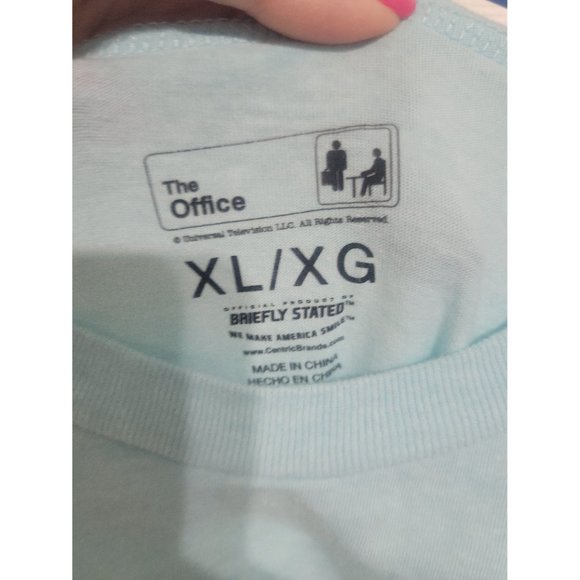 The
Office
© Universal Television LLC. All Rights Reserved.
XL/XG
OFFICIAL PRODUCT OF
BRIEFLY STATED™
WE MAKE AMERICA SMILE™
www.CentricBrands.com
MADE IN CHINA
HECHO EN CHINA